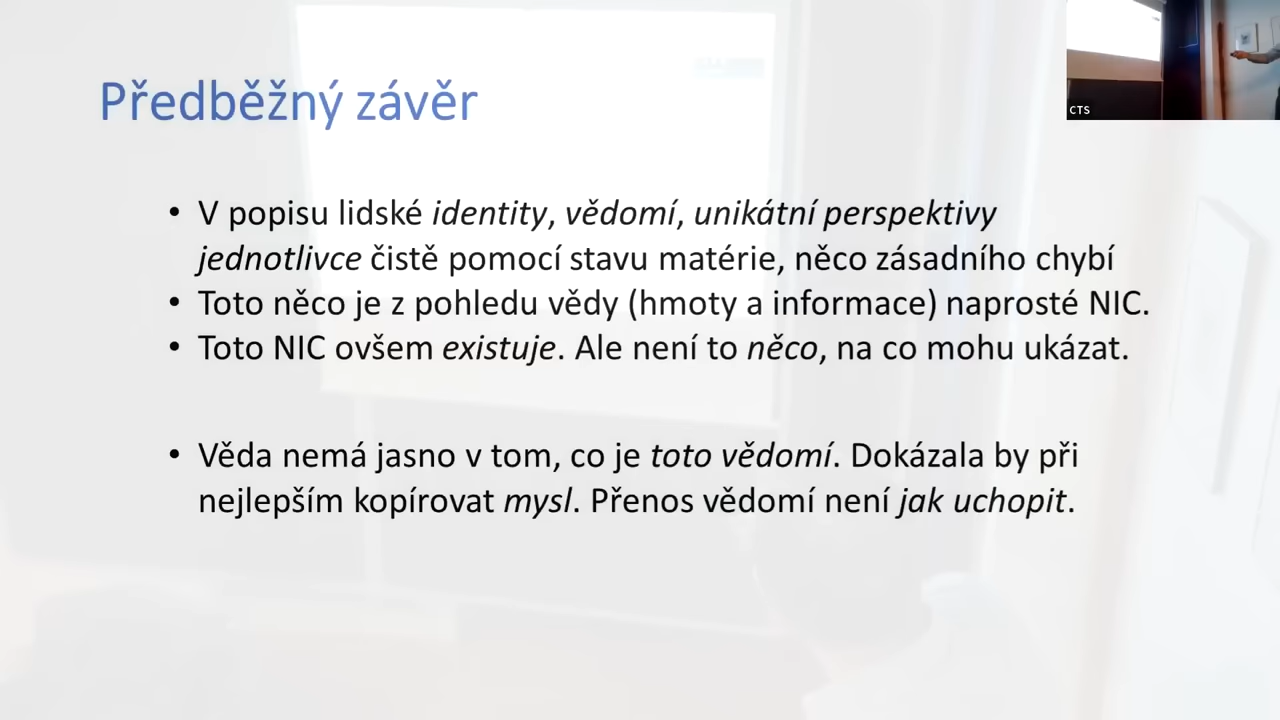 Předběžný závěr
CTS
• V popisu lidské identity, vědomí, unikátní perspektivy
jednotlivce čistě pomocí stavu matérie, něco zásadního chybí
• Toto něco je z pohledu vědy (hmoty a informace) naprosté NIC.
• Toto NIC ovšem existuje. Ale není to něco, na co mohu ukázat.
• Věda nemá jasno v tom, co je toto vědomí. Dokázala by při
nejlepším kopírovat mysl. Přenos vědomí není jak uchopit.